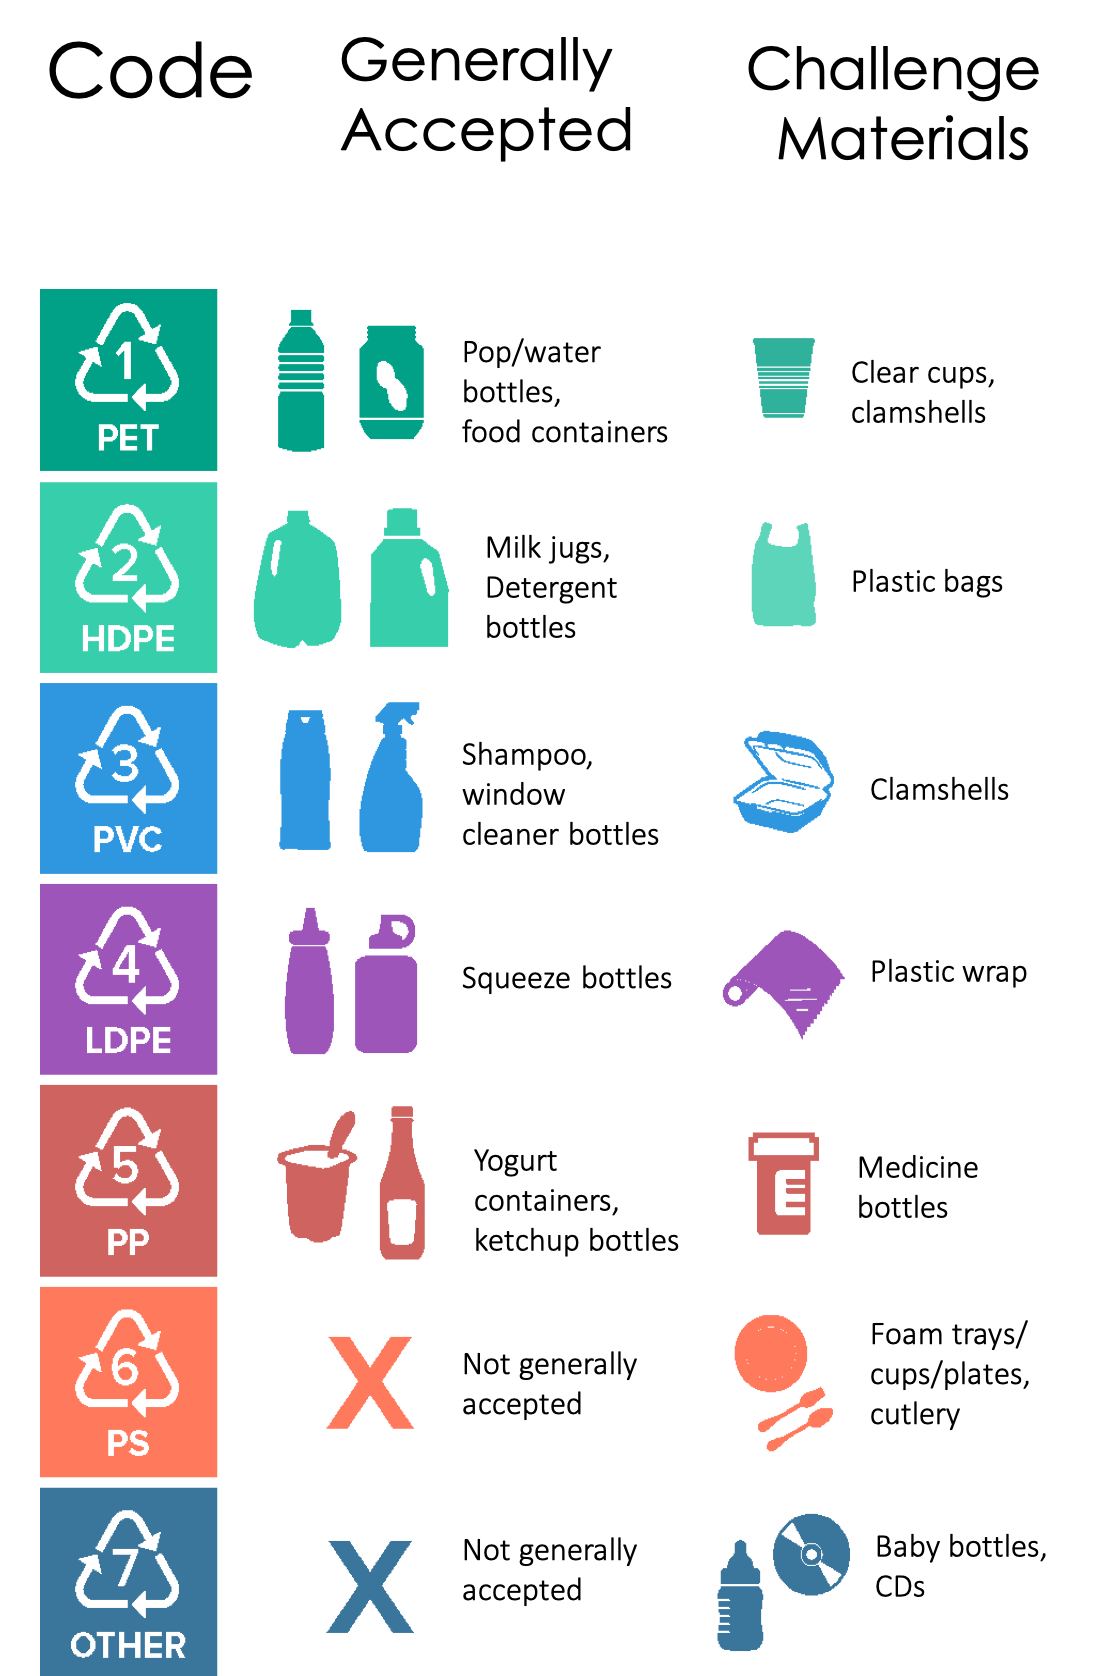 Code
Generally
Accepted
Challenge
Materials
1
PET
Pop/water
bottles,
food containers
Clear cups,
clamshells
2
HDPE
Milk jugs,
Detergent
bottles
Plastic bags
3
PVC
Shampoo,
window
cleaner bottles
Clamshells
4
LDPE
Squeeze bottles
Plastic wrap
5
PP
Yogurt
containers,
ketchup bottles
Medicine
bottles
6
PS
X
Not generally
accepted
Foam trays/
cups/plates,
cutlery
7
OTHER
X
Not generally
accepted
Baby bottles,
CDs